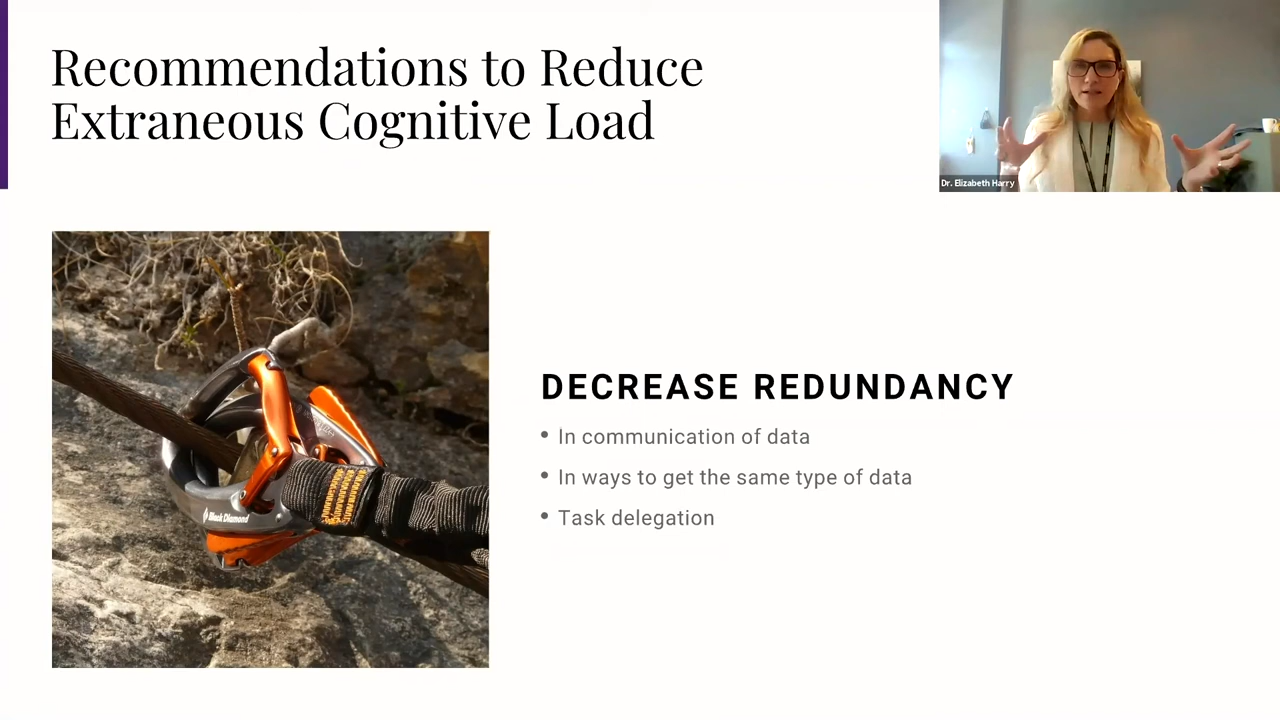 Recommendations to Reduce
Extraneous Cognitive Load
Dr. Elizabeth Harry
DECREASE REDUNDANCY
• In communication of data
• In ways to get the same type of data
• Task delegation
Black Diamond